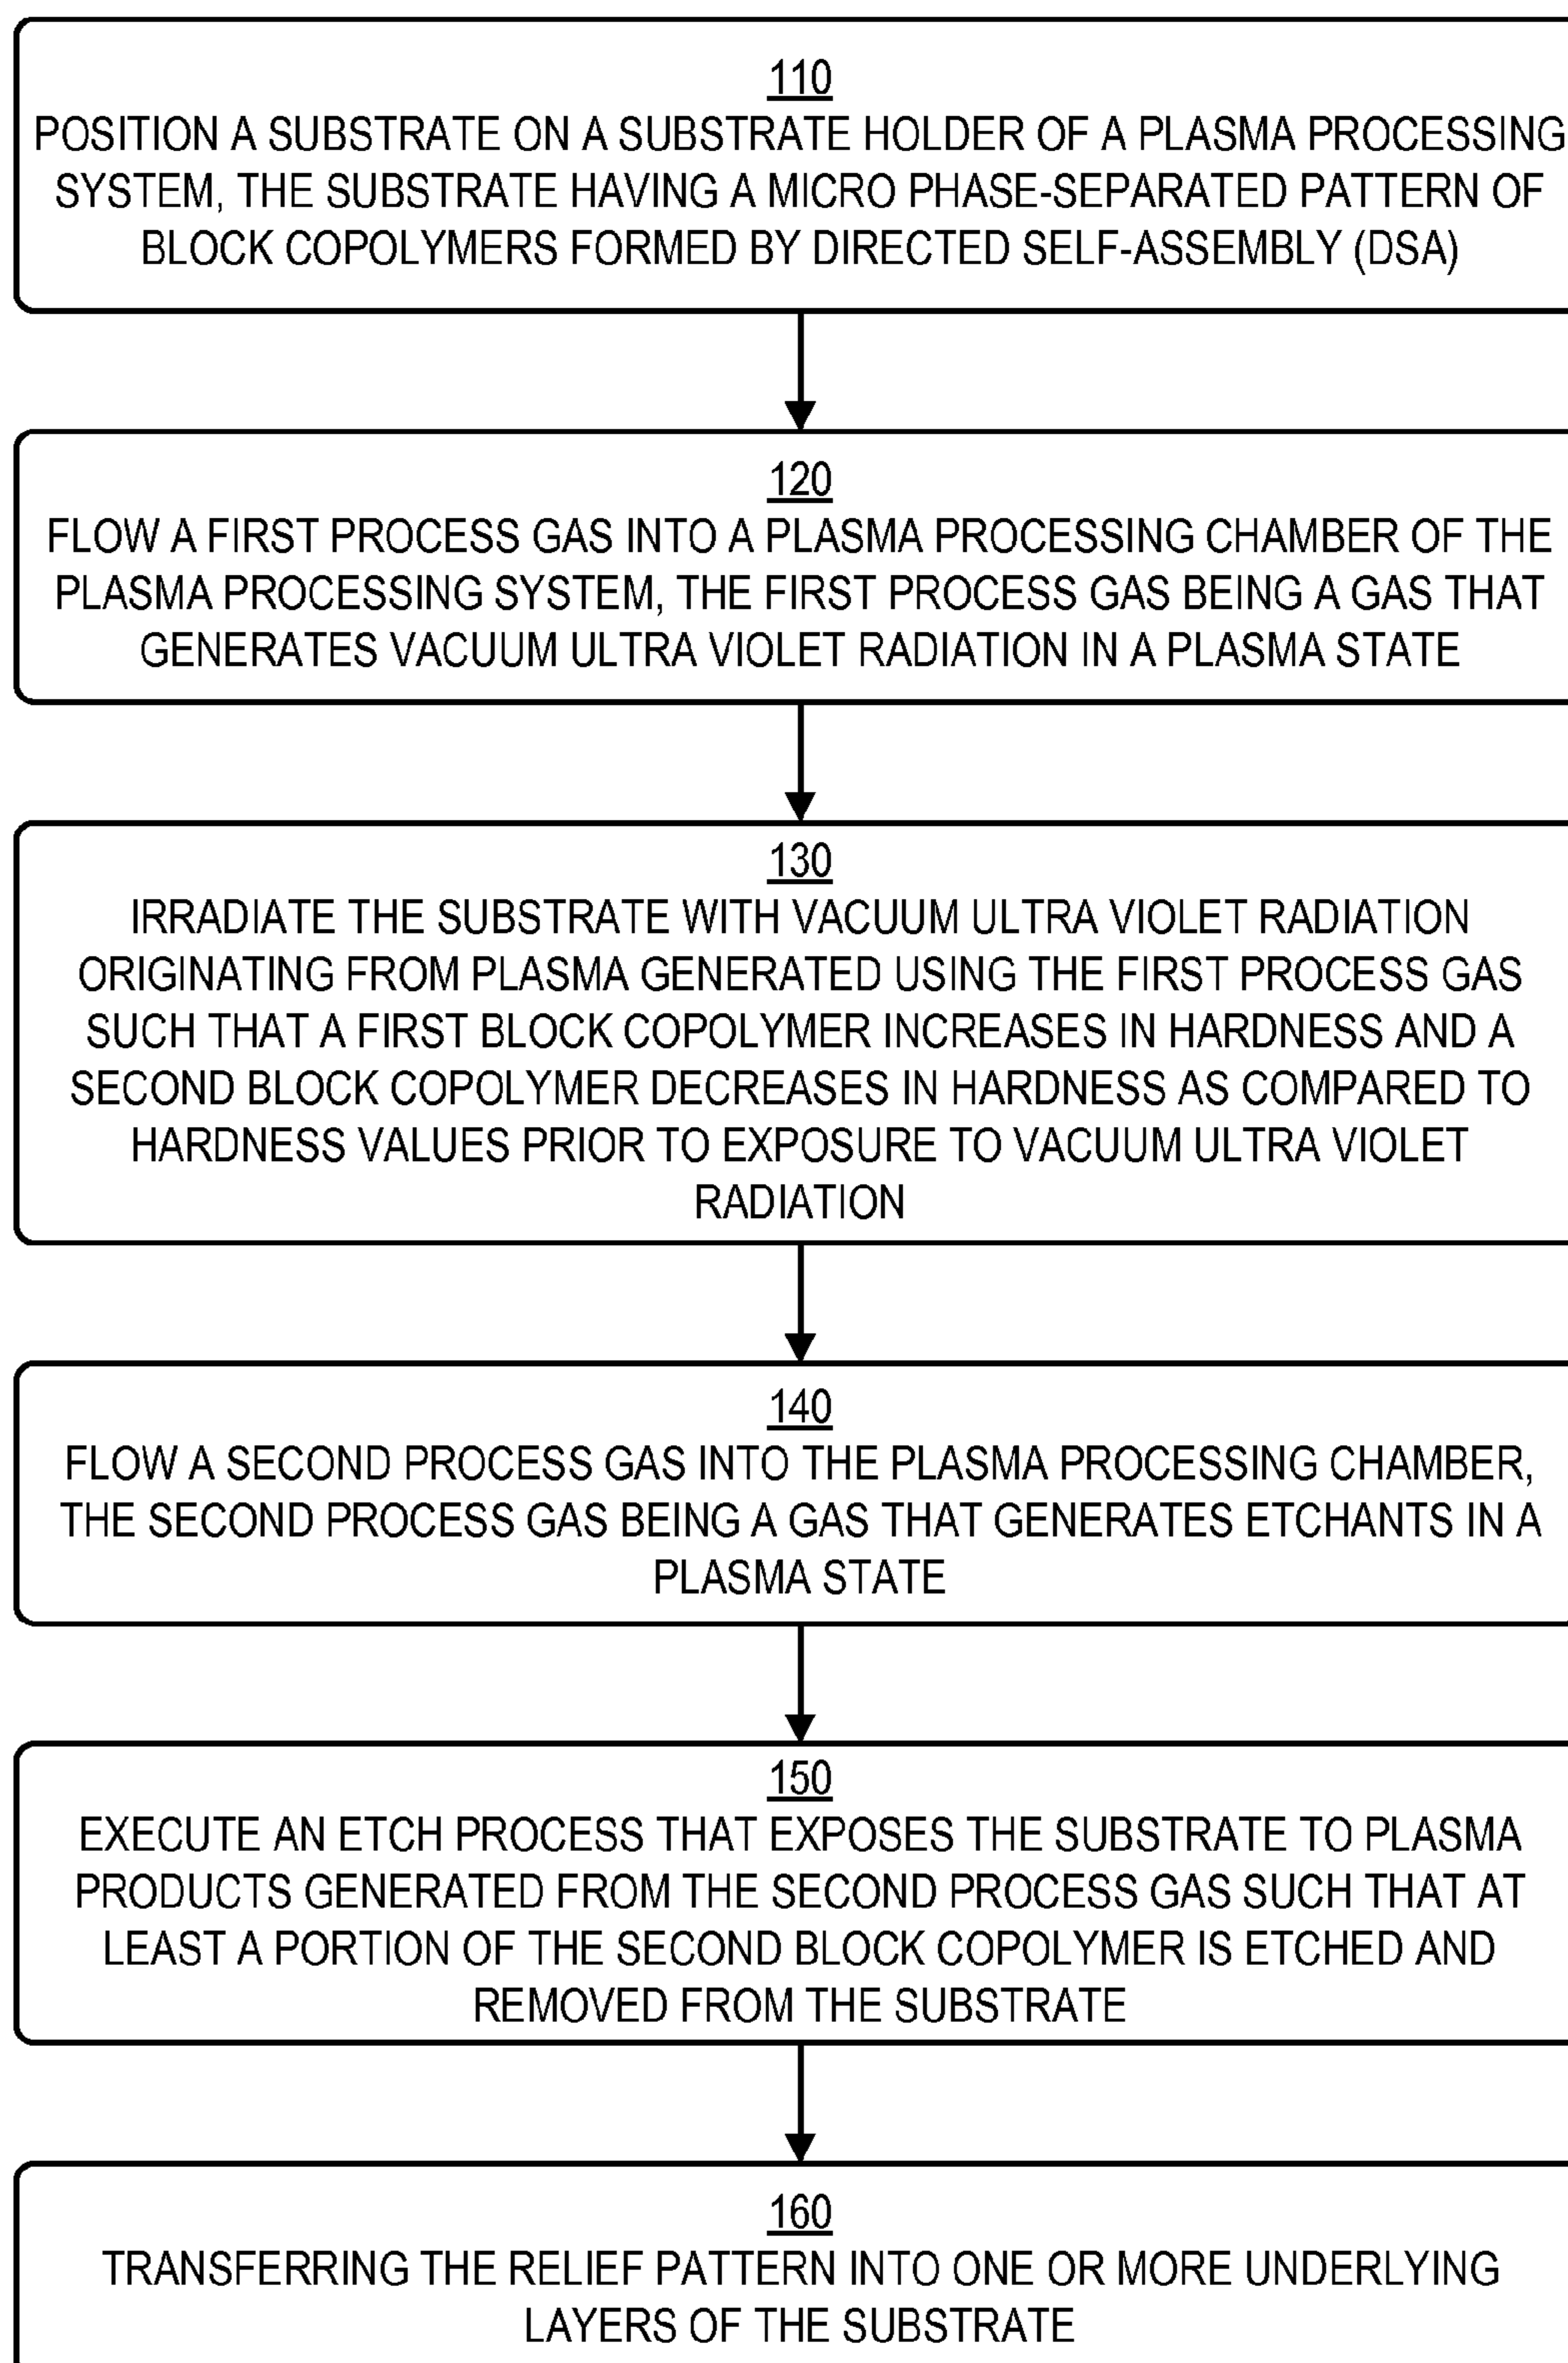 110
POSITION A SUBSTRATE ON A SUBSTRATE HOLDER OF A PLASMA PROCESSING
SYSTEM, THE SUBSTRATE HAVING A MICRO PHASE-SEPARATED PATTERN OF
BLOCK COPOLYMERS FORMED BY DIRECTED SELF-ASSEMBLY (DSA)
120
FLOW A FIRST PROCESS GAS INTO A PLASMA PROCESSING CHAMBER OF THE
PLASMA PROCESSING SYSTEM, THE FIRST PROCESS GAS BEING A GAS THAT
GENERATES VACUUM ULTRA VIOLET RADIATION IN A PLASMA STATE
130
IRRADIATE THE SUBSTRATE WITH VACUUM ULTRA VIOLET RADIATION
ORIGINATING FROM PLASMA GENERATED USING THE FIRST PROCESS GAS
SUCH THAT A FIRST BLOCK COPOLYMER INCREASES IN HARDNESS AND A
SECOND BLOCK COPOLYMER DECREASES IN HARDNESS AS COMPARED TO
HARDNESS VALUES PRIOR TO EXPOSURE TO VACUUM ULTRA VIOLET
RADIATION
140
FLOW A SECOND PROCESS GAS INTO THE PLASMA PROCESSING CHAMBER,
THE SECOND PROCESS GAS BEING A GAS THAT GENERATES ETCHANTS IN A
PLASMA STATE
150
EXECUTE AN ETCH PROCESS THAT EXPOSES THE SUBSTRATE TO PLASMA
PRODUCTS GENERATED FROM THE SECOND PROCESS GAS SUCH THAT AT
LEAST A PORTION OF THE SECOND BLOCK COPOLYMER IS ETCHED AND
REMOVED FROM THE SUBSTRATE
160
TRANSFERRING THE RELIEF PATTERN INTO ONE OR MORE UNDERLYING
LAYERS OF THE SUBSTRATE